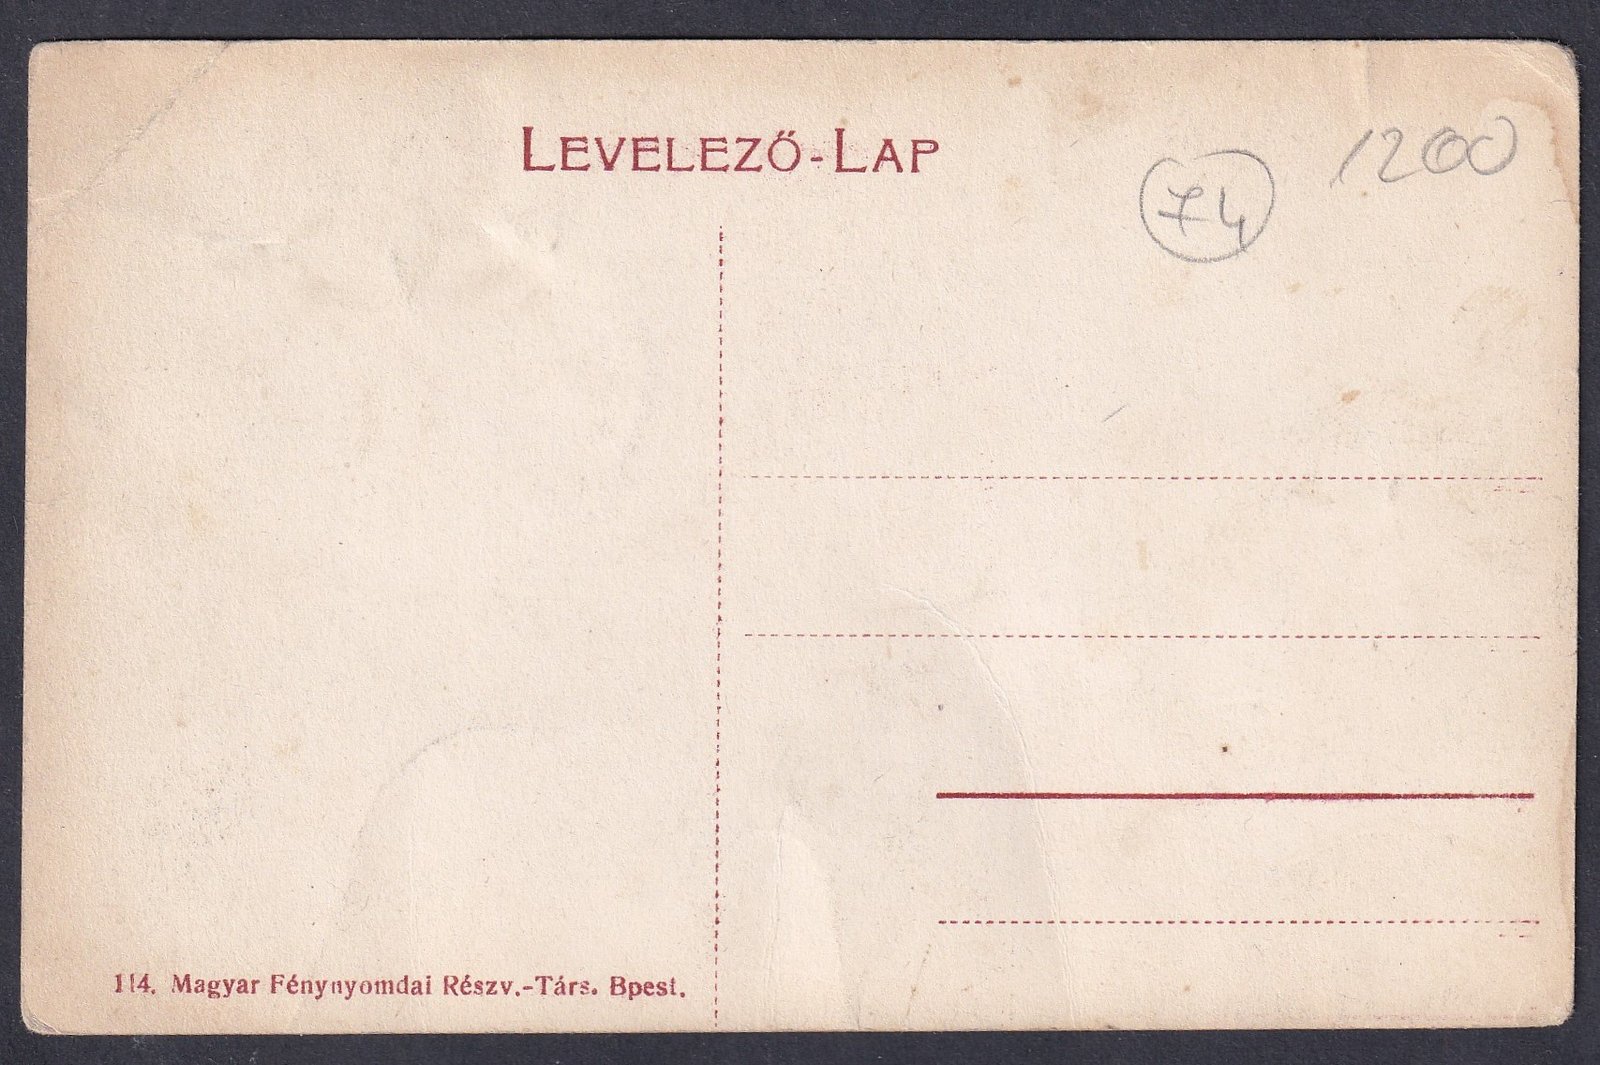 LEVELEZŐ-LAP
1200
74
114. Magyar Fénynyomdai Részv.-Társ. Bpest.